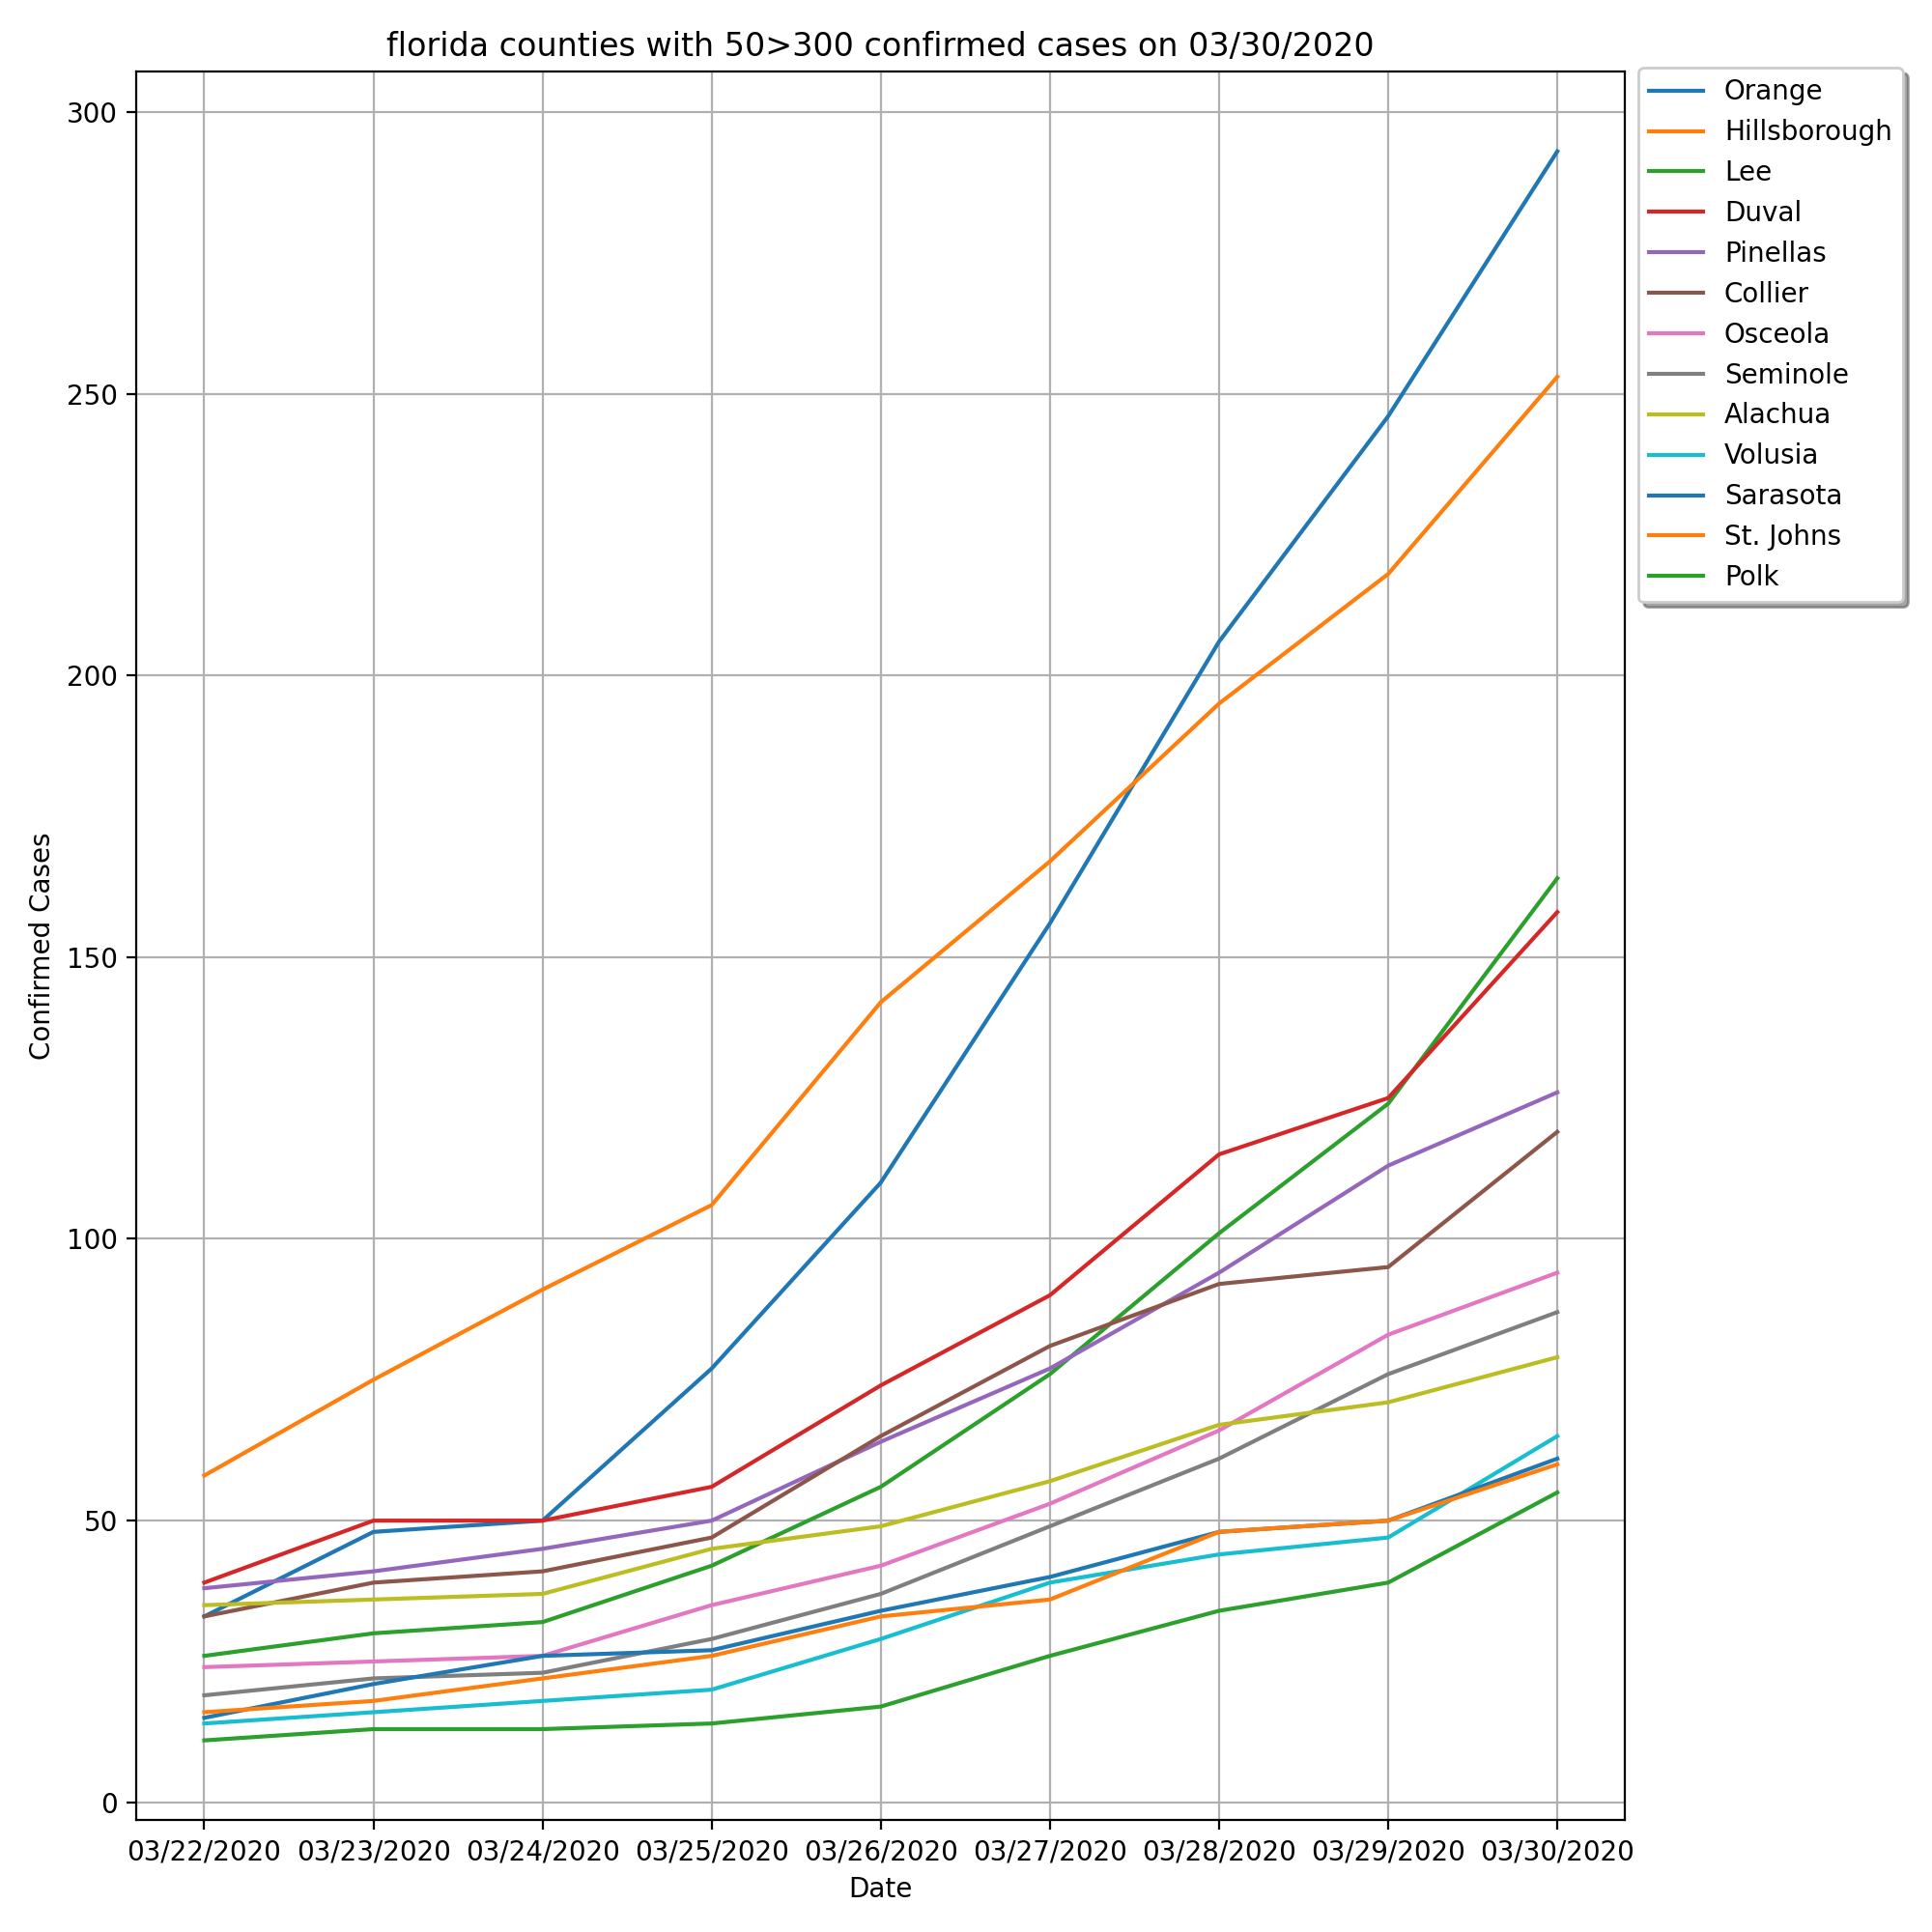 florida counties with 50>300 confirmed cases on 03/30/2020
Orange
Hillsborough
Lee
Duval
Pinellas
Collier
Osceola
Seminole
Alachua
Volusia
Sarasota
St. Johns
Polk
300
250
200
150
100
50
0
Confirmed Cases
03/22/2020 03/23/2020 03/24/2020 03/25/2020 03/26/2020 03/27/2020 03/28/2020 03/29/2020 03/30/2020
Date